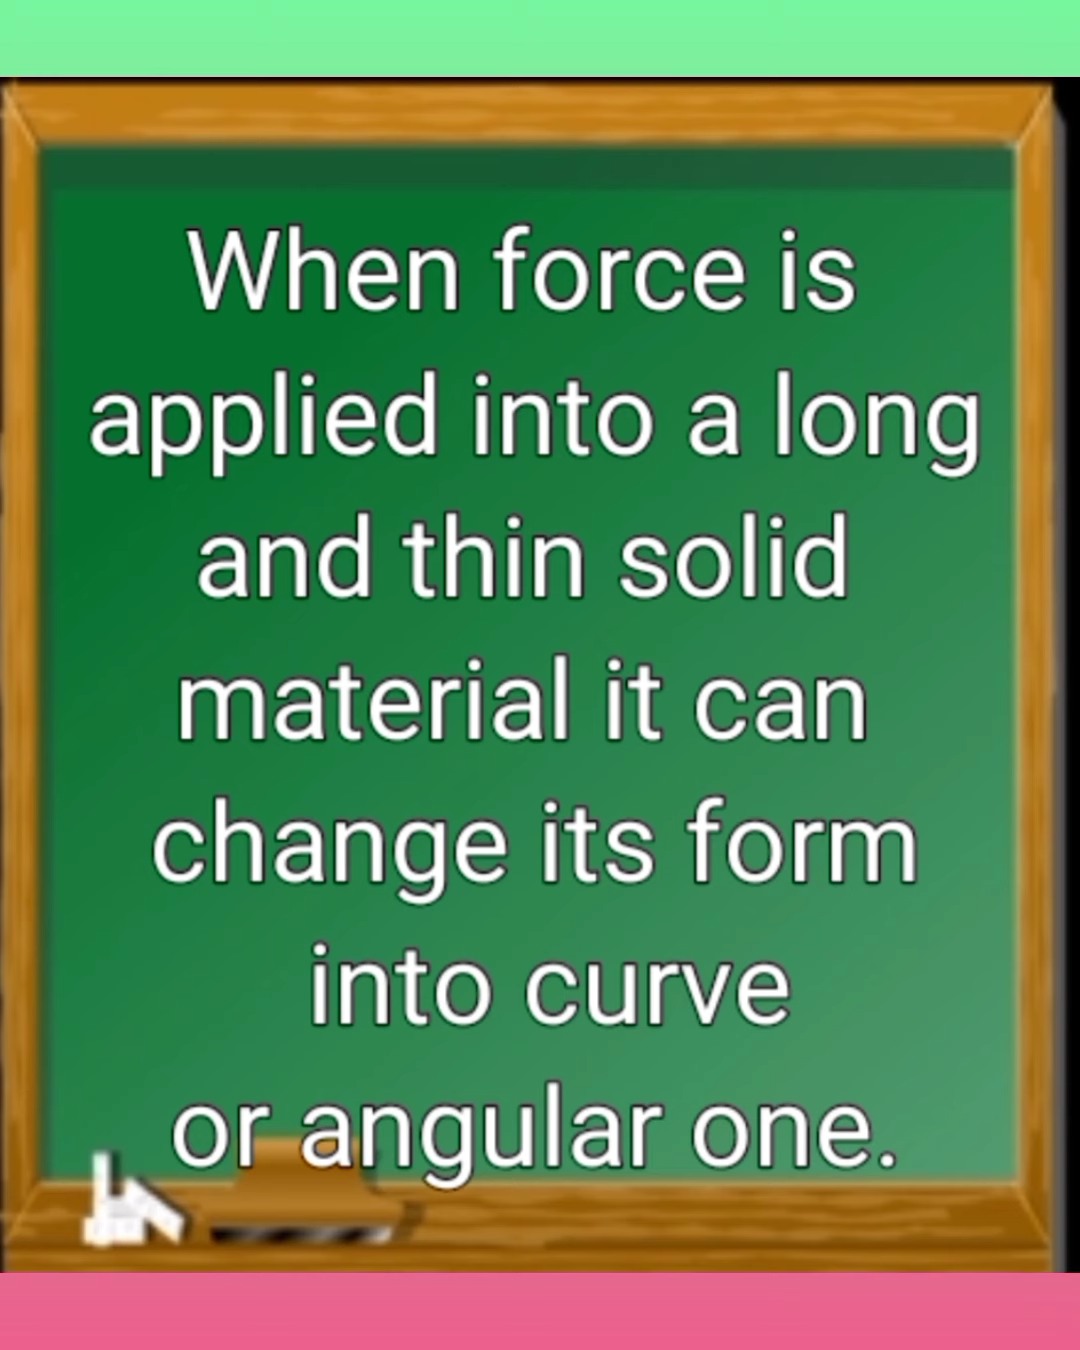 When force is
applied into a long
and thin solid
material it can
change its form
into curve
or angular one.